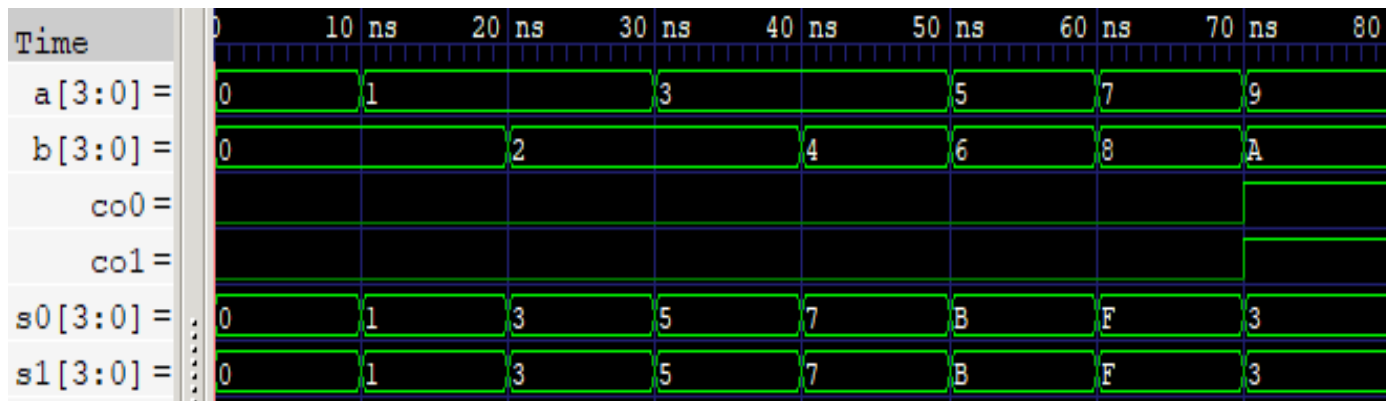 Time 0 10 ns 20 ns 30 ns 40 ns 50 ns 60 ns 70 ns 80
a[3:0] = 0 1 3 5 7 9
b[3:0] = 0 2 4 6 8 A
co0 =
co1 =
s0[3:0] = 0 1 3 5 7 B F 3
s1[3:0] = 0 1 3 5 7 B F 3